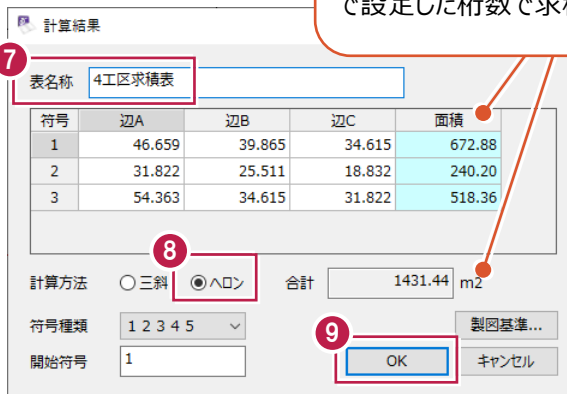 で設定した桁数で求積
計算結果
7
表名称 4工区求積表
符号 辺A 辺B 辺C 面積
1 46.659 39.865 34.615 672.88
2 31.822 25.511 18.832 240.20
3 54.363 34.615 31.822 518.36
8
計算方法 三斜 ヘロン 合計 1431.44 m2
符号種類 1 2 3 4 5 製図基準...
9
開始符号 1 OK キャンセル